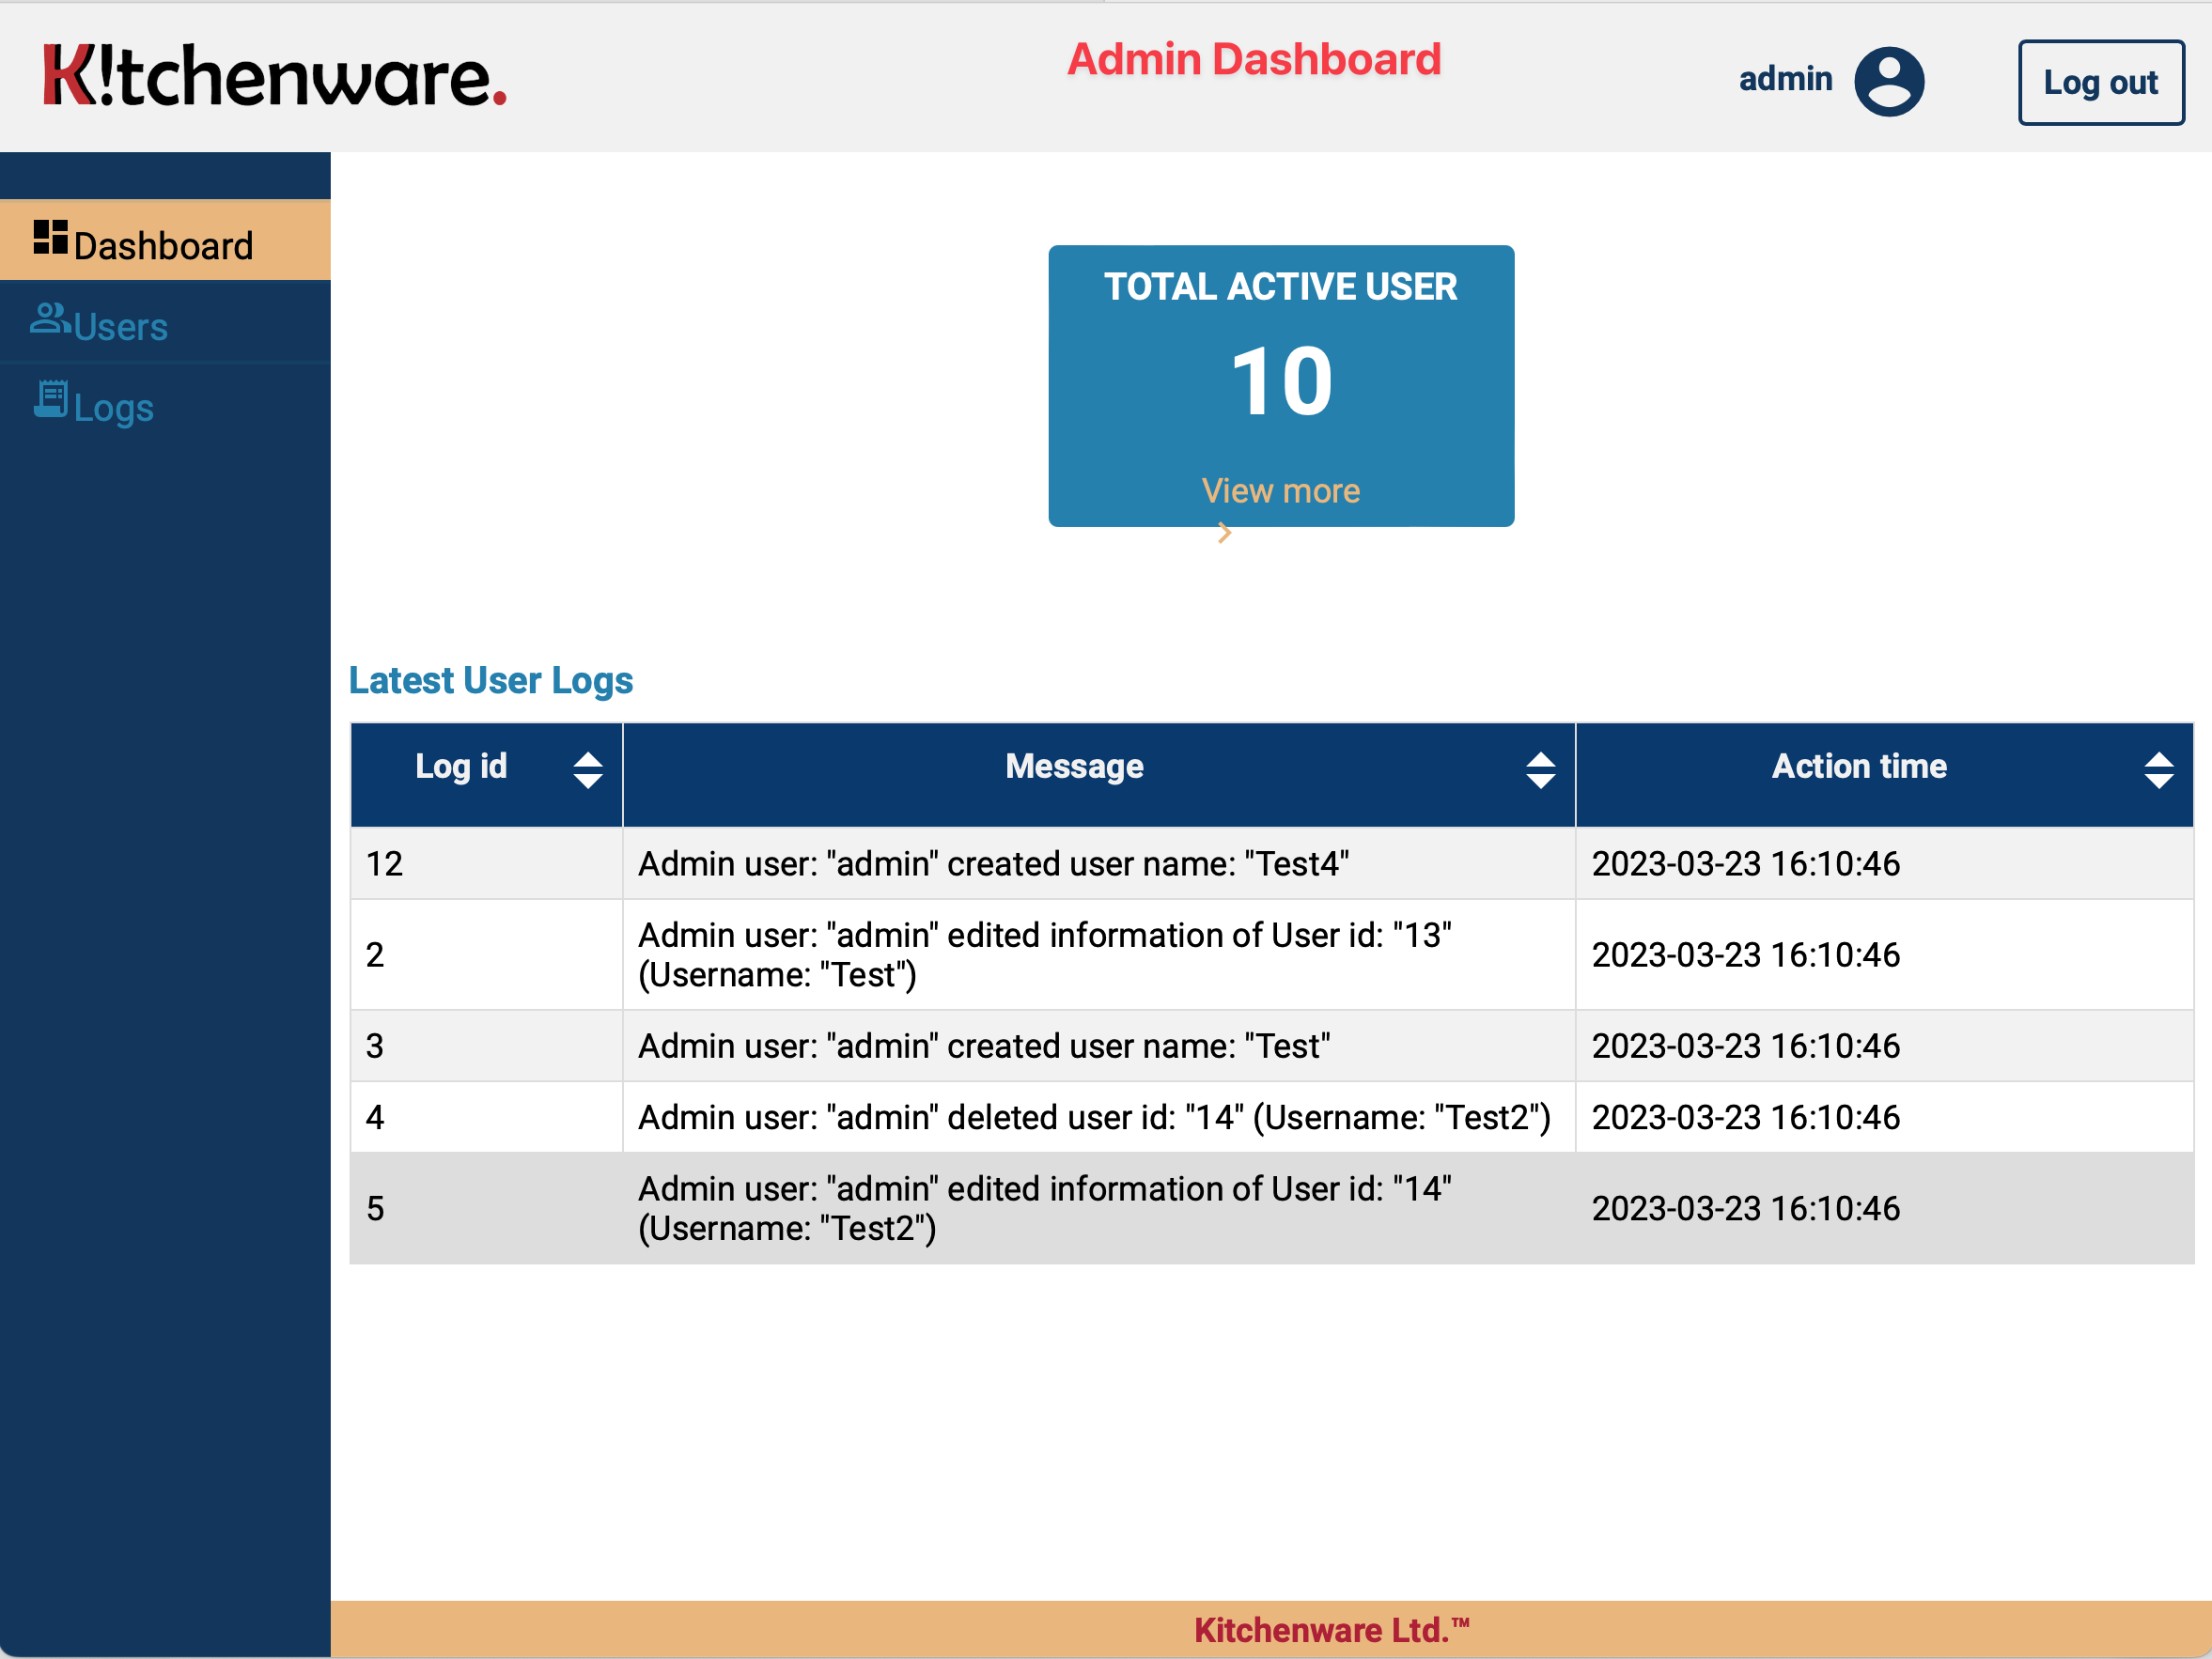 K!tchenware.
Admin Dashboard
admin
Log out
Dashboard
Users
Logs
TOTAL ACTIVE USER
10
View more
Latest User Logs
Log id Message Action time
12 Admin user: "admin" created user name: "Test4" 2023-03-23 16:10:46
2 Admin user: "admin" edited information of User id: "13"
(Username: "Test") 2023-03-23 16:10:46
3 Admin user: "admin" created user name: "Test" 2023-03-23 16:10:46
4 Admin user: "admin" deleted user id: "14" (Username: "Test2") 2023-03-23 16:10:46
5 Admin user: "admin" edited information of User id: "14"
(Username: "Test2") 2023-03-23 16:10:46
Kitchenware Ltd.™